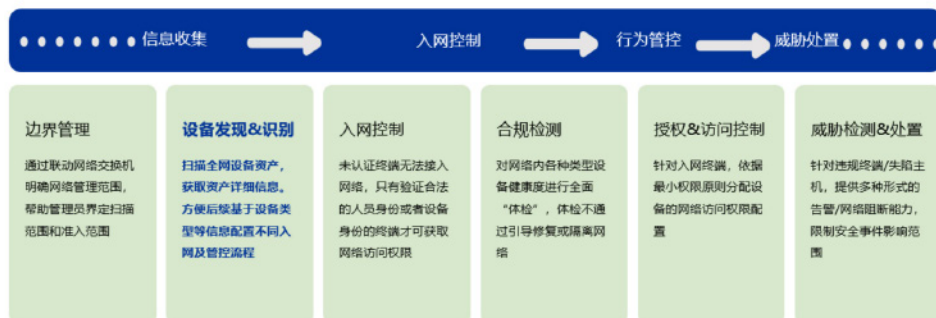 信息收集
入网控制
行为管控
威胁处置
边界管理
通过联动网络交换机
明确网络管理范围，
帮助管理员界定扫描
范围和准入范围
设备发现&识别
扫描全网设备资产，
获取资产详细信息。
方便后续基于设备类
型等信息配置不同入
网及管控流程
入网控制
未认证终端无法接入
网络，只有验证合法
的人员身份或者设备
身份的终端才可获取
网络访问权限
合规检测
对网络内各种类型设
备健康度进行全面
“体检”，体检不通
过引导修复或隔离网
络
授权&访问控制
针对入网终端，依据
最小权限原则分配设
备的网络访问权限配
置
威胁检测&处置
针对违规终端/失陷主
机，提供多种形式的
告警/网络阻断能力，
限制安全事件影响范
围